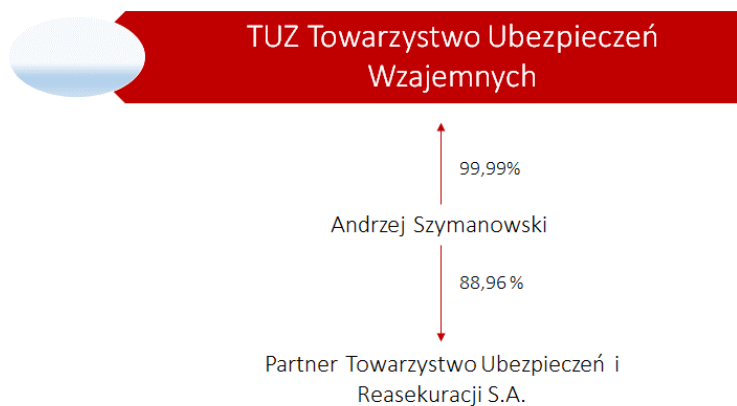 TUZ Towarzystwo Ubezpieczeń
Wzajemnych
99,99%
Andrzej Szymanowski
88,96 %
Partner Towarzystwo Ubezpieczeń i
Reasekuracji S.A.